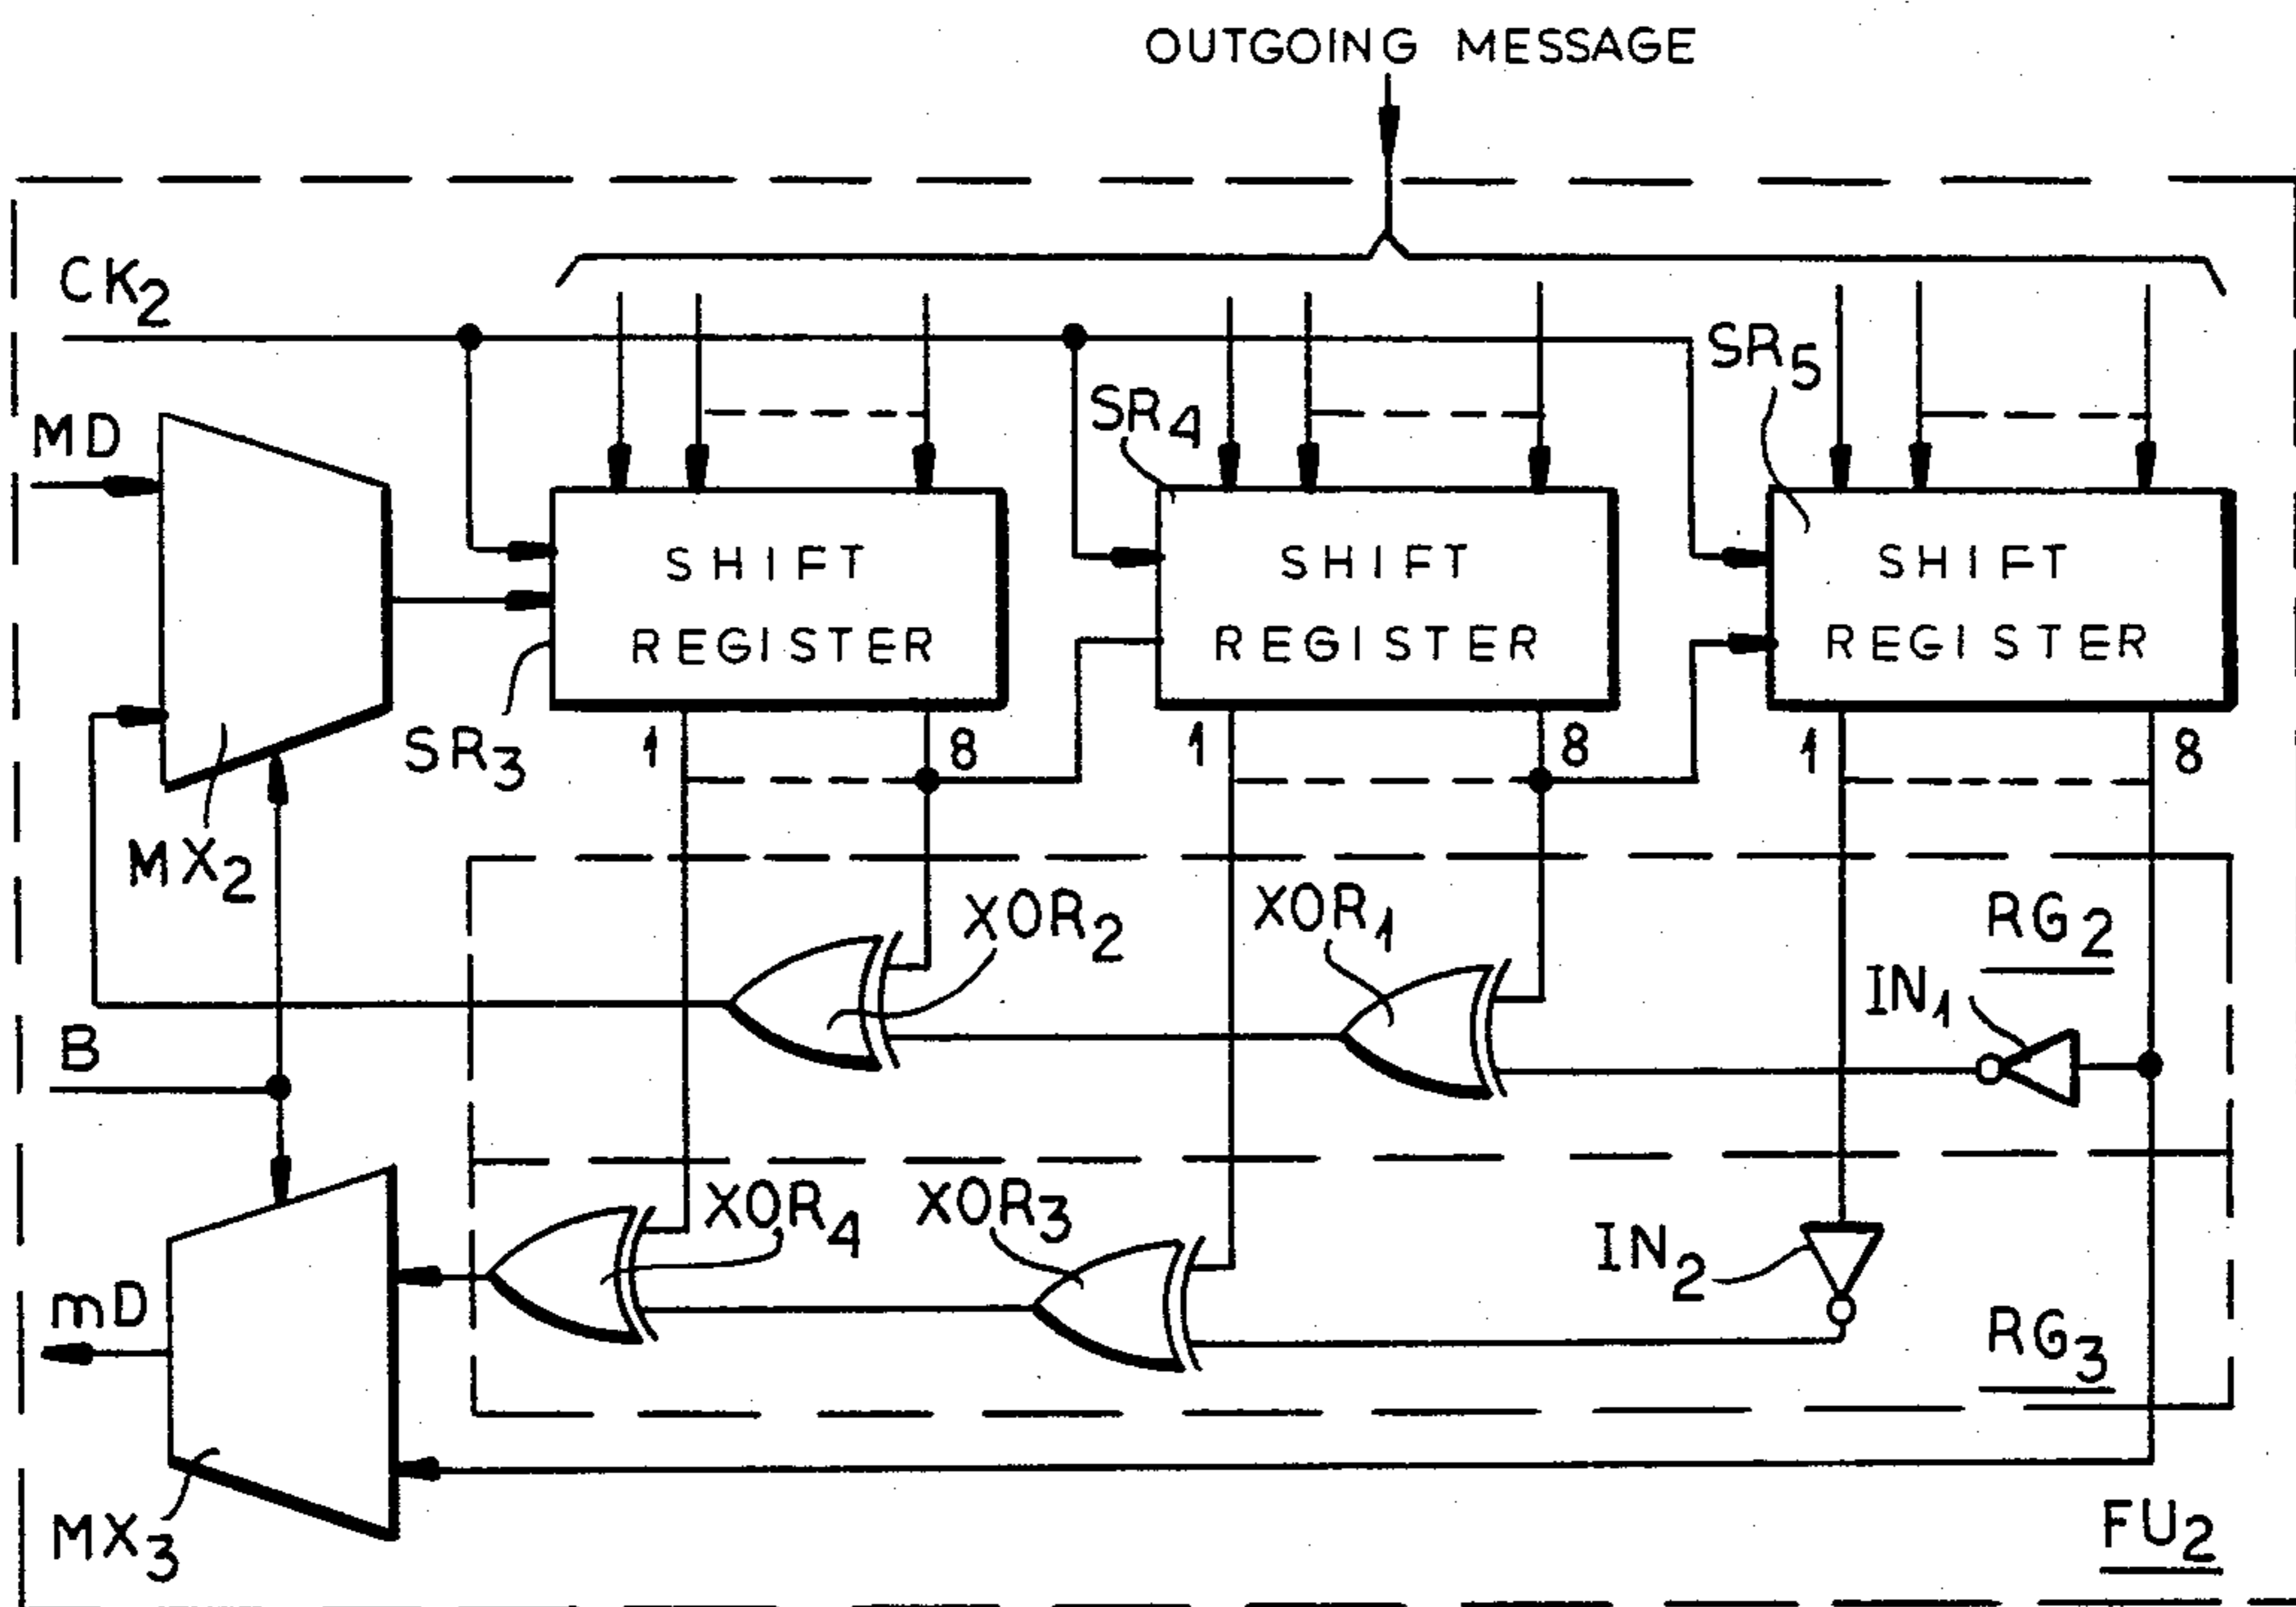 OUTGOING MESSAGE
CK2
MD
SR4
SR5
SHIFT REGISTER
SHIFT REGISTER
SHIFT REGISTER
SR3
1
8
1
8
1
8
MX2
XOR2
XOR1
RG2
IN1
B
XOR4
XOR3
IN2
mD
RG3
MX3
FU2